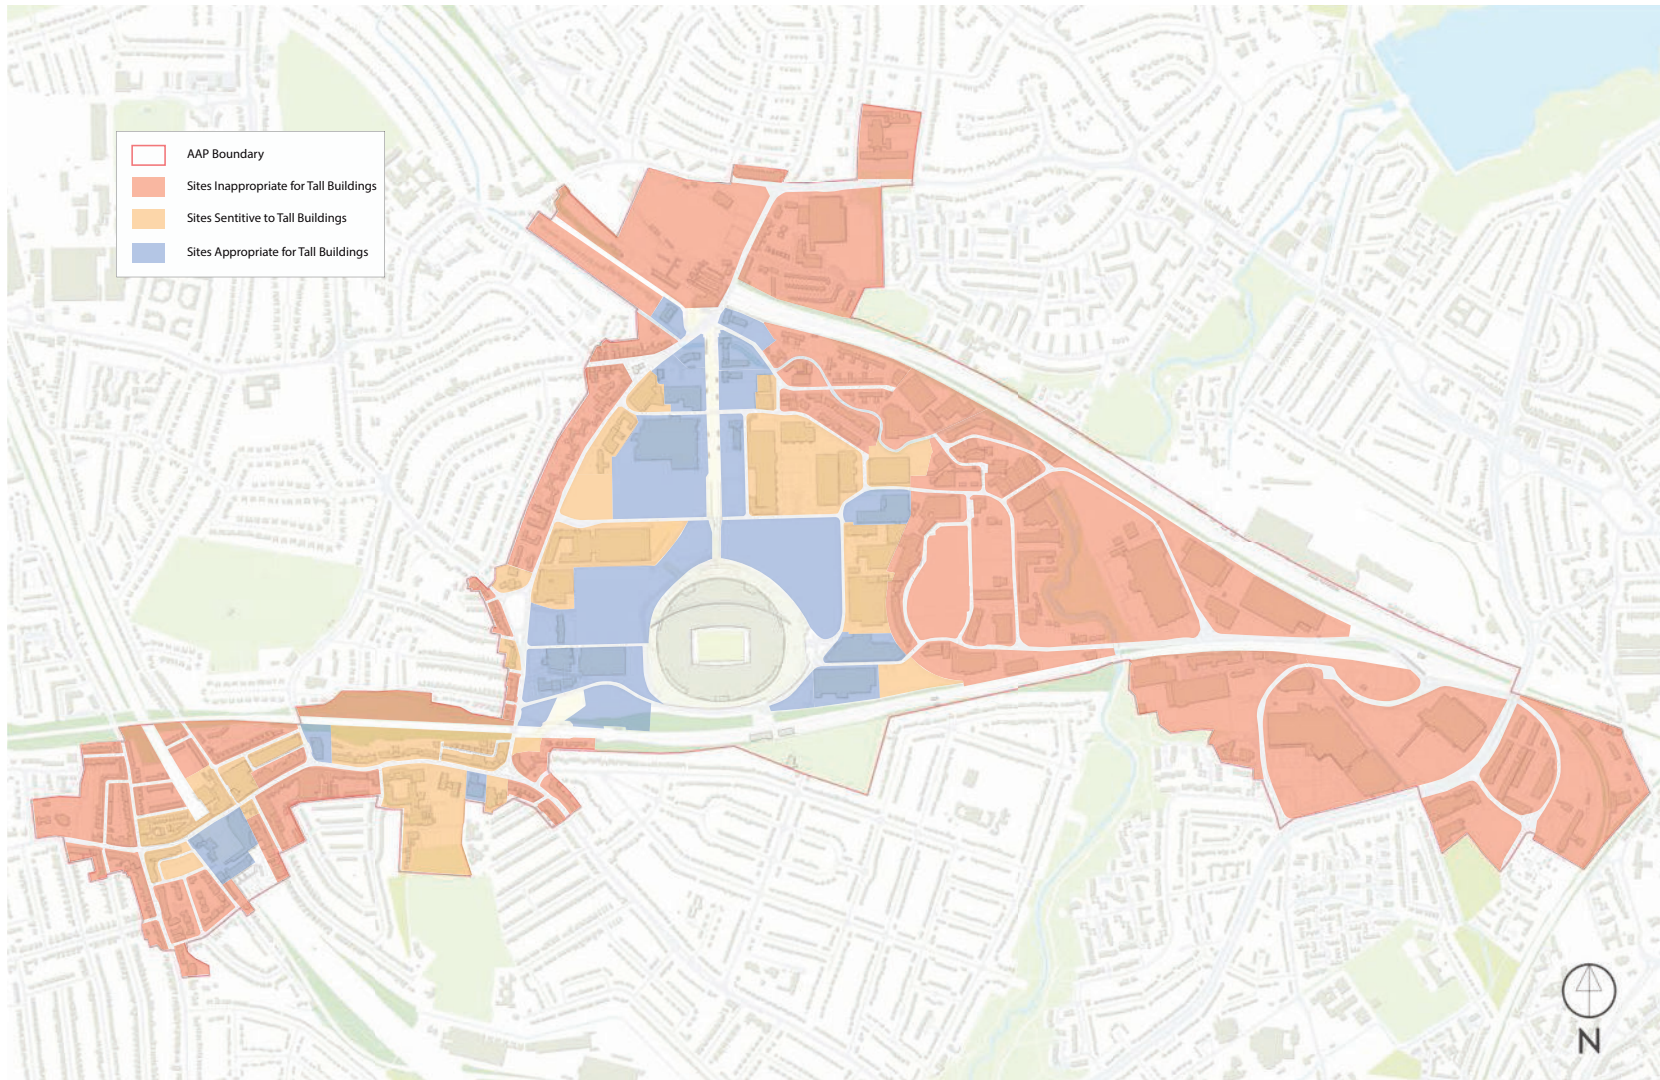 AAP Boundary
Sites Inappropriate for Tall Buildings
Sites Sentitive to Tall Buildings
Sites Appropriate for Tall Buildings
N